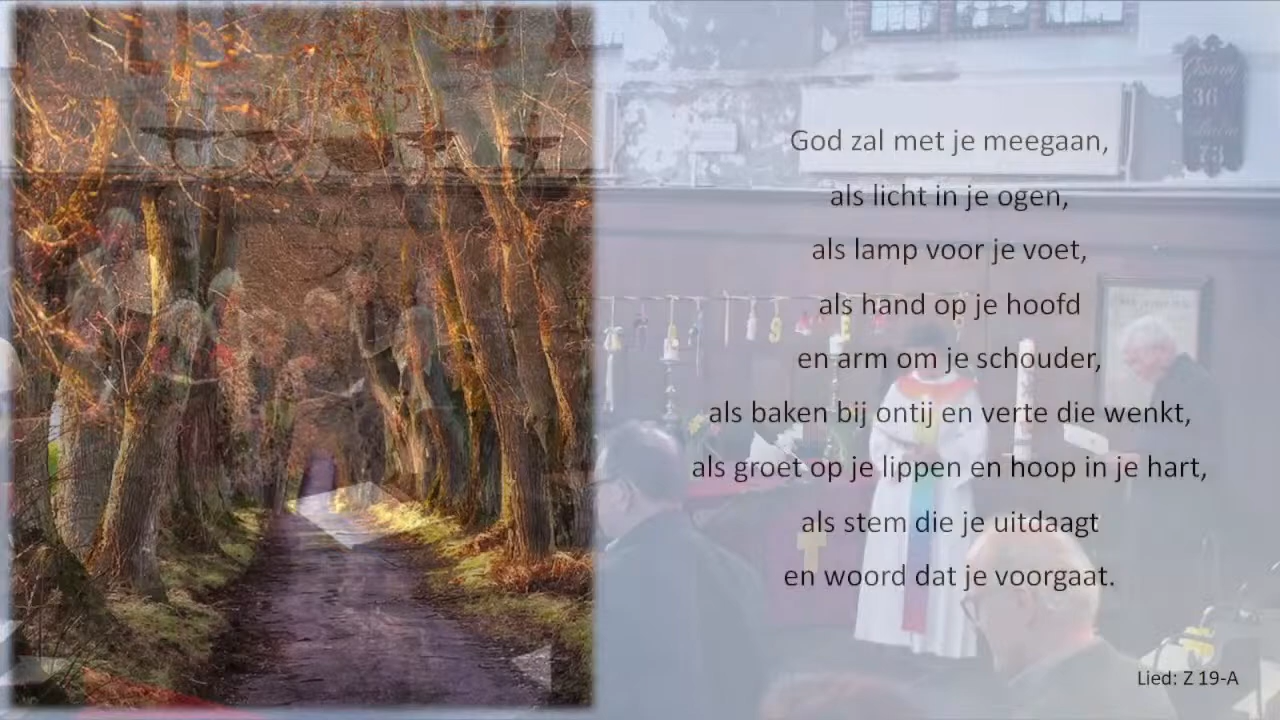 God zal met je meegaan,
als licht in je ogen,
als lamp voor je voet,
als hand op je hoofd
en arm om je schouder,
als baken bij ontij en verte die wenkt,
als groet op je lippen en hoop in je hart,
als stem die je uitdaagt
en woord dat je voorgaat.
Lied: Z 19-A
36
73